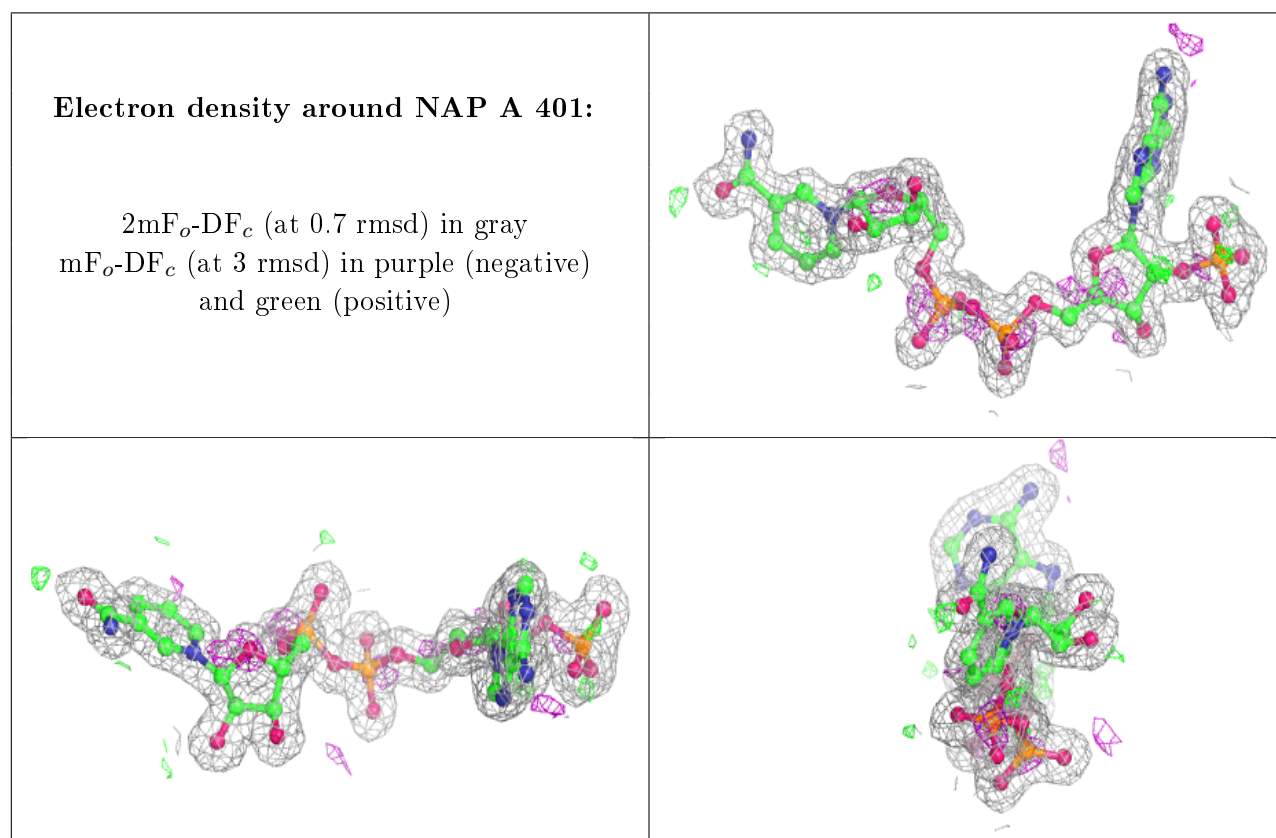 Electron density around NAP A 401:
2mFo-DFc (at 0.7 rmsd) in gray
mFo-DFc (at 3 rmsd) in purple (negative)
and green (positive)